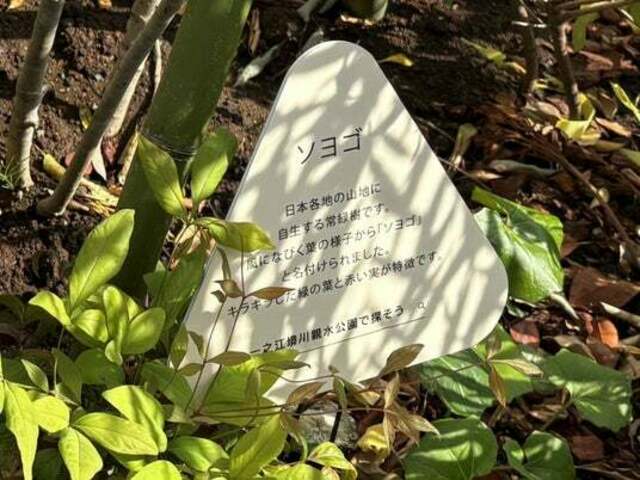 ソヨゴ
日本各地の山地に
自生する常緑樹です。
風になびく葉の様子から「ソヨゴ」
と名付けられました。
キラキラした緑の葉と赤い実が特徴です。
一之江境川親水公園で探そう